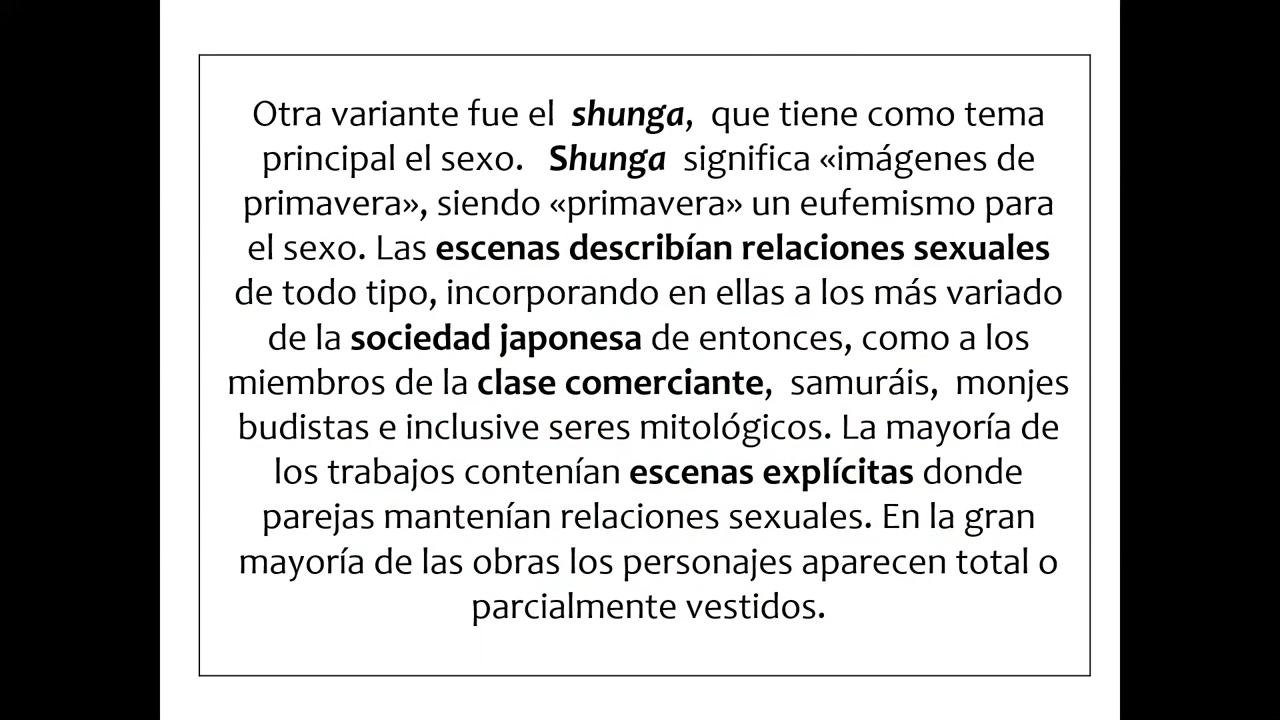 Otra variante fue el shunga, que tiene como tema
principal el sexo. Shunga significa «imágenes de
primavera», siendo «primavera» un eufemismo para
el sexo. Las escenas describían relaciones sexuales
de todo tipo, incorporando en ellas a los más variado
de la sociedad japonesa de entonces, como a los
miembros de la clase comerciante, samuráis, monjes
budistas e inclusive seres mitológicos. La mayoría de
los trabajos contenían escenas explícitas donde
parejas mantenían relaciones sexuales. En la gran
mayoría de las obras los personajes aparecen total o
parcialmente vestidos.